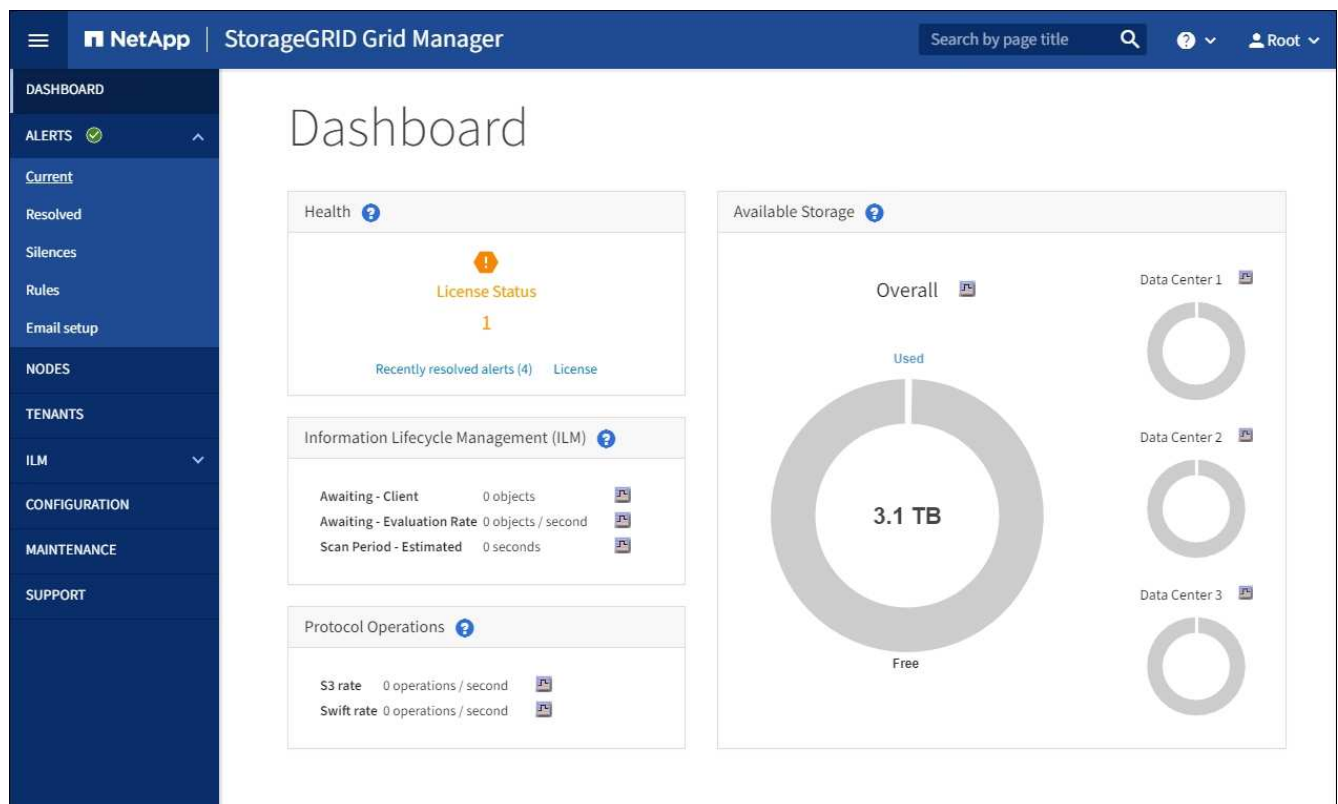 NetApp | StorageGRID Grid Manager
Search by page title
Root
DASHBOARD
ALERTS
Current
Resolved
Silences
Rules
Email setup
NODES
TENANTS
ILM
CONFIGURATION
MAINTENANCE
SUPPORT
Dashboard
Health
License Status
1
Recently resolved alerts (4) License
Information Lifecycle Management (ILM)
Awaiting - Client 0 objects
Awaiting - Evaluation Rate 0 objects / second
Scan Period - Estimated 0 seconds
Protocol Operations
S3 rate 0 operations / second
Swift rate 0 operations / second
Available Storage
Overall
Used
3.1 TB
Free
Data Center 1
Data Center 2
Data Center 3